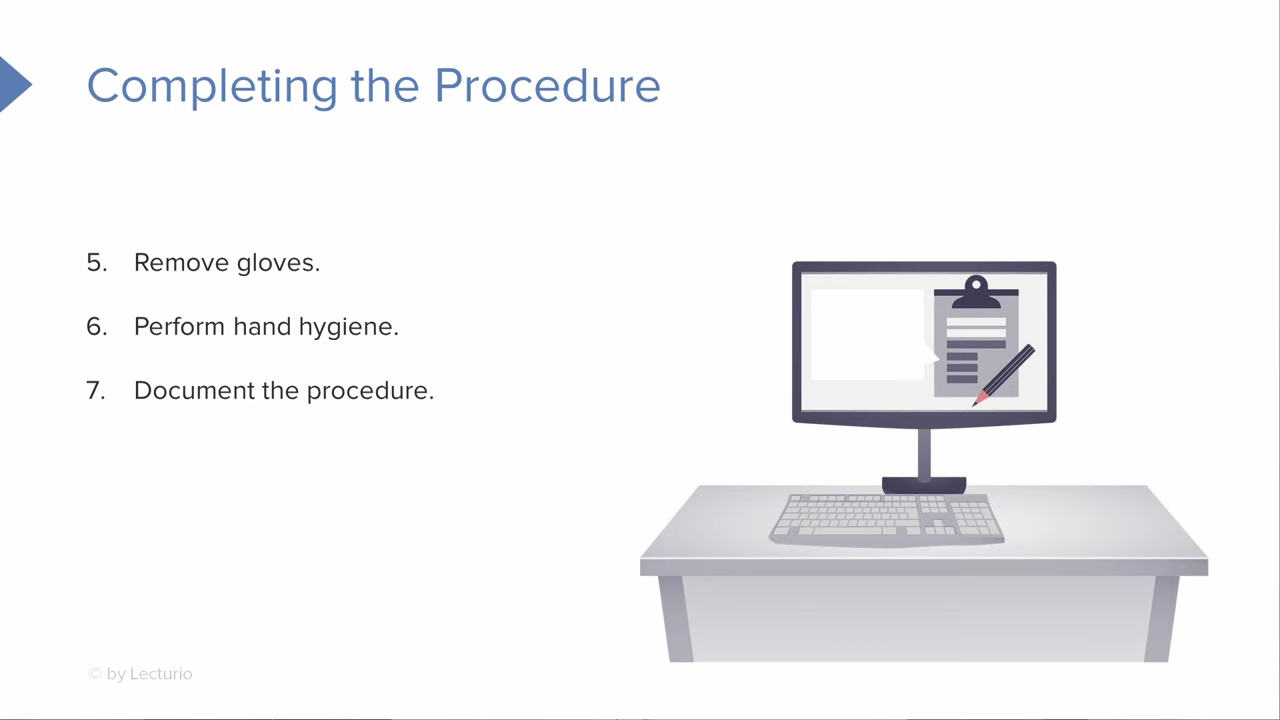 Completing the Procedure
5. Remove gloves.
6. Perform hand hygiene.
7. Document the procedure.
© by Lecturio